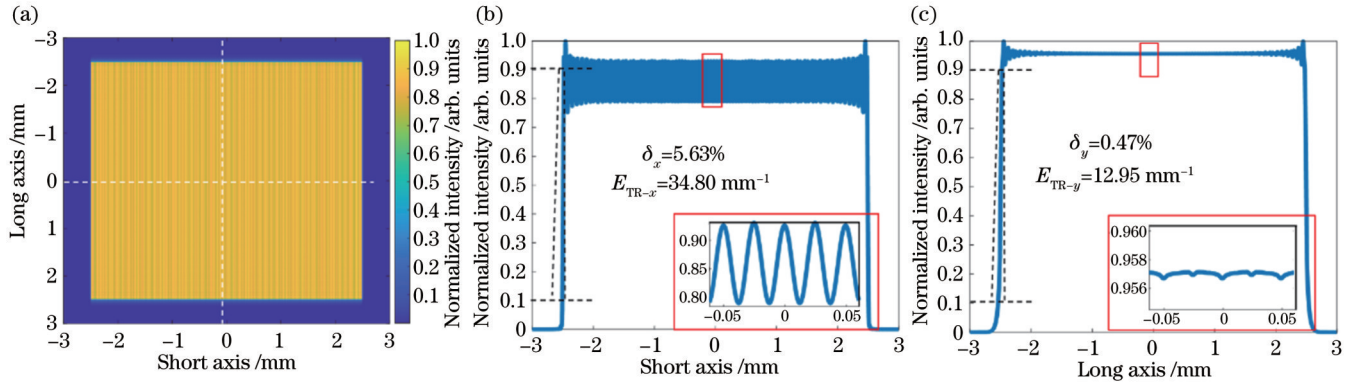 (a)
Long axis /mm
-3
-2
-1
0
1
2
3
-3 -2 -1 0 1 2 3
Short axis /mm
1.0
0.9
0.8
0.7
0.6
0.5
0.4
0.3
0.2
0.1
Normalized intensity /arb. units
(b)
Normalized intensity /arb. units
1.0
0.9
0.8
0.7
0.6
0.5
0.4
0.3
0.2
0.1
0
δx=5.63%
ETR-x=34.80 mm⁻¹
0.90
0.85
0.80
-0.05 0 0.05
-3 -2 -1 0 1 2 3
Short axis /mm
(c)
Normalized intensity /arb. units
1.0
0.9
0.8
0.7
0.6
0.5
0.4
0.3
0.2
0.1
0
δy=0.47%
ETR-y=12.95 mm⁻¹
0.960
0.957
0.956
-0.05 0 0.05
-3 -2 -1 0 1 2 3
Long axis /mm